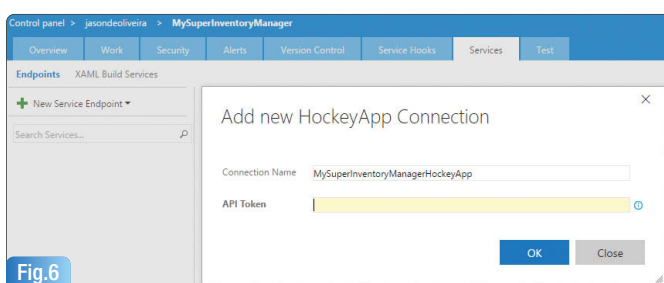 Control panel > jasondeoliveira > MySuperInventoryManager
Overview Work Security Alerts Version Control Service Hooks Services Test
Endpoints XAML Build Services
New Service Endpoint
Search Services...
Add new HockeyApp Connection
Connection Name MySuperInventoryManagerHockeyApp
API Token
OK Close
Fig.6